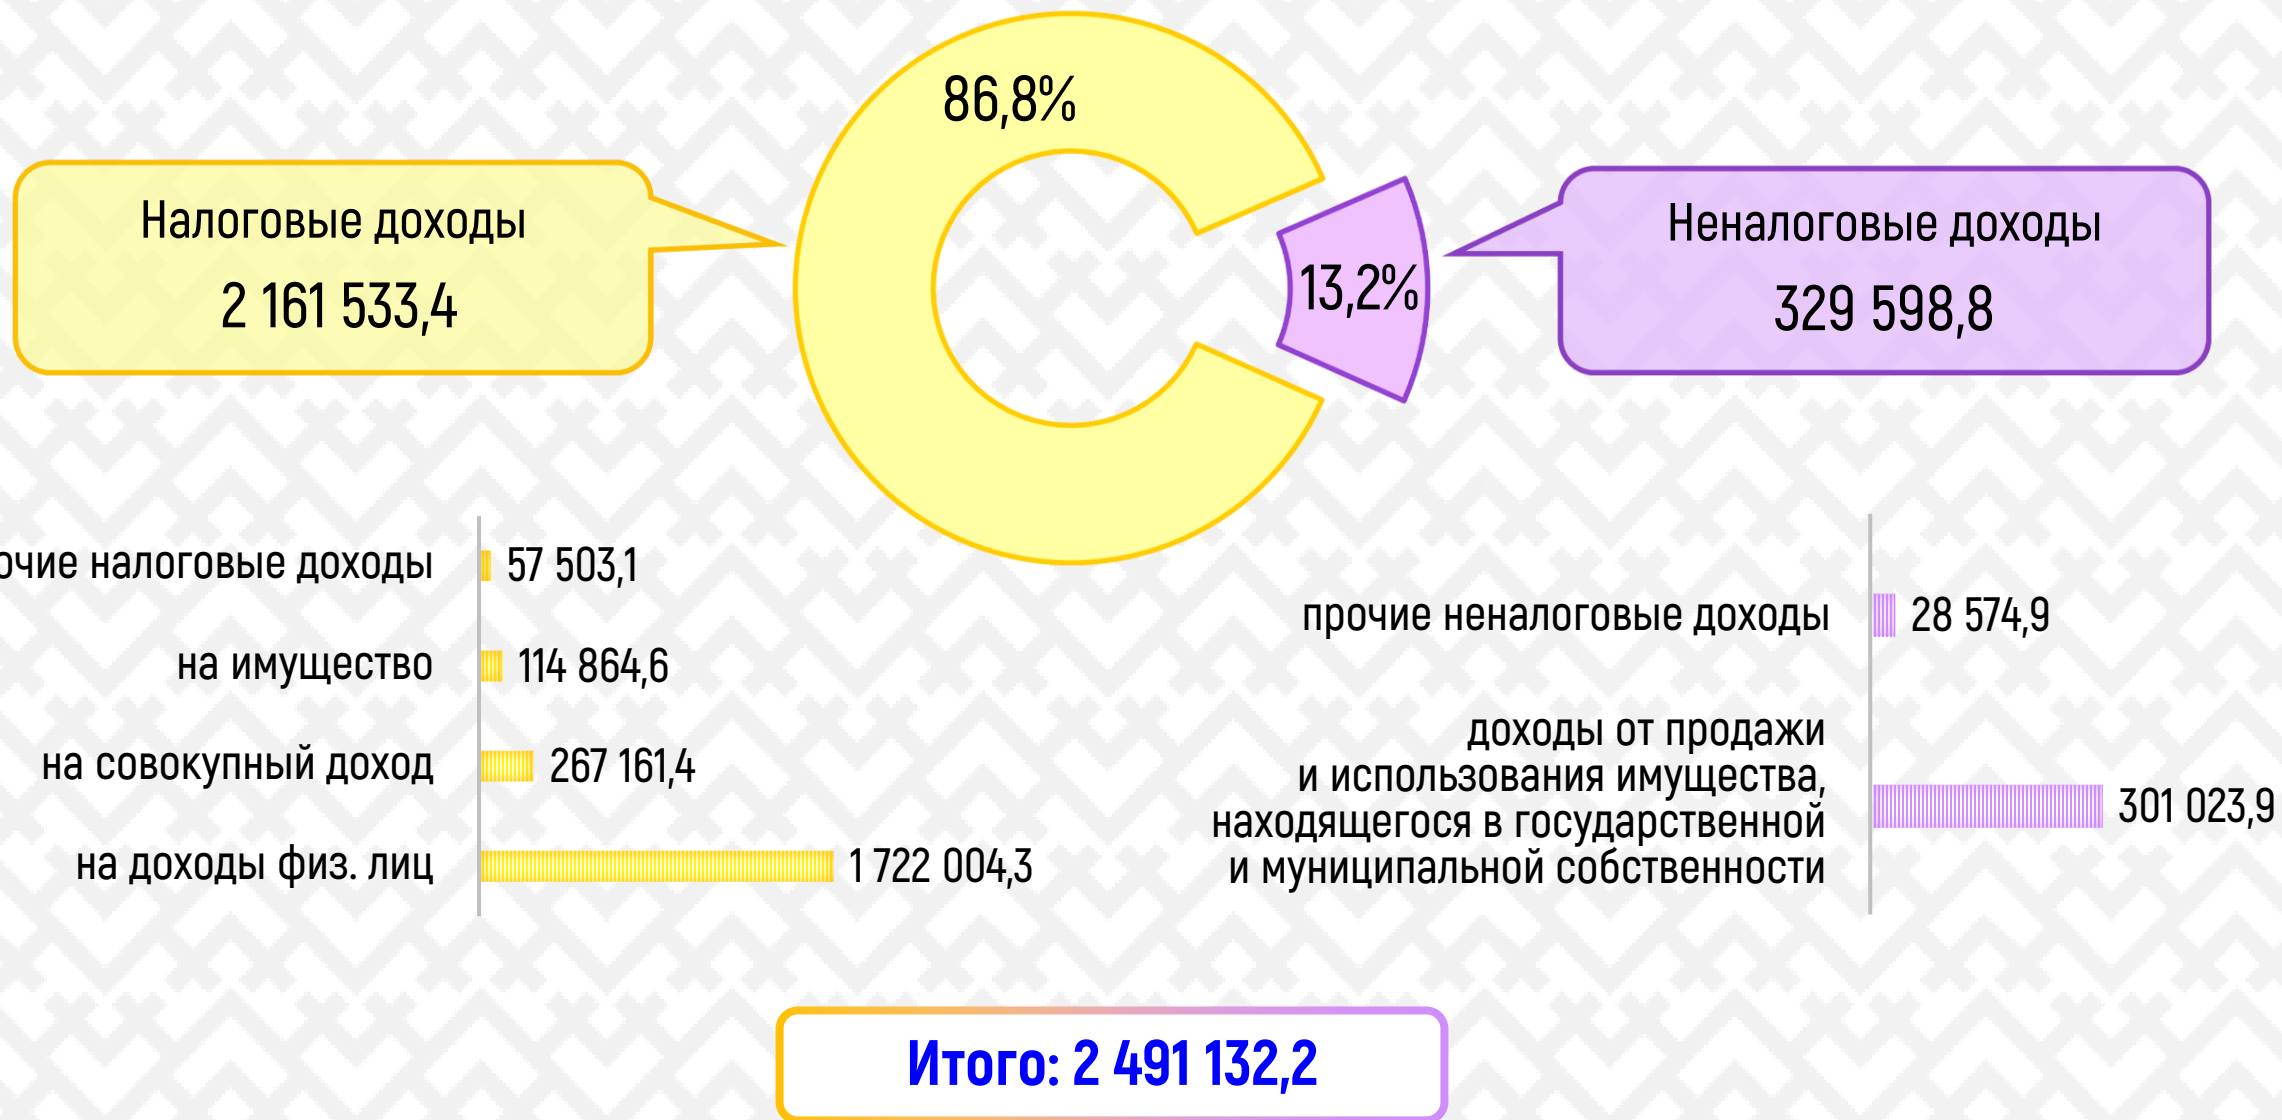 86,8%
Налоговые доходы
2 161 533,4
13,2%
Неналоговые доходы
329 598,8
очие налоговые доходы
57 503,1
на имущество
114 864,6
на совокупный доход
267 161,4
на доходы физ. лиц
1 722 004,3
прочие неналоговые доходы
28 574,9
доходы от продажи
и использования имущества,
находящегося в государственной
и муниципальной собственности
301 023,9
Итого: 2 491 132,2